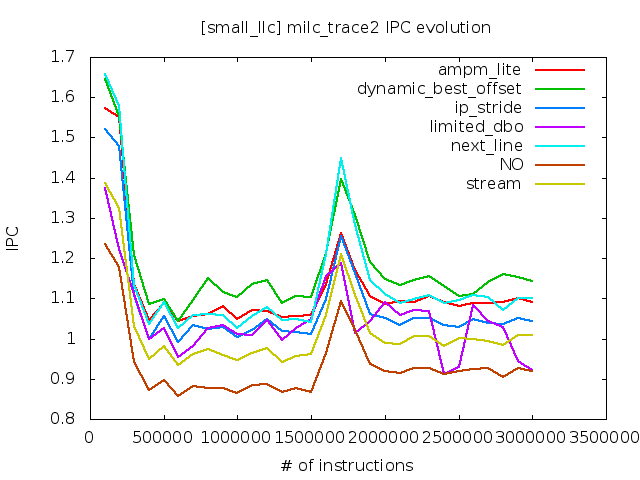 [small_llc] milc_trace2 IPC evolution
1.7
1.6
1.5
1.4
1.3
1.2
1.1
1
0.9
0.8
IPC
ampm_lite
dynamic_best_offset
ip_stride
limited_dbo
next_line
NO
stream
0 500000 1000000 1500000 2000000 2500000 3000000 3500000
# of instructions